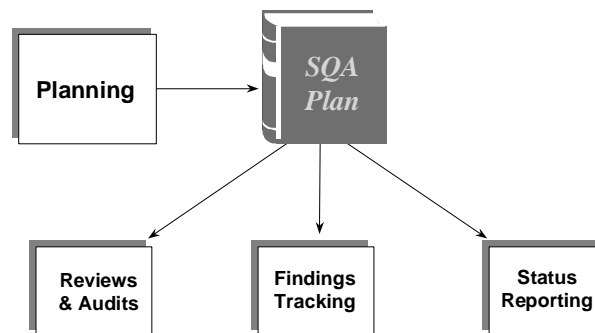 Planning
SQA
Plan
Reviews
& Audits
Findings
Tracking
Status
Reporting